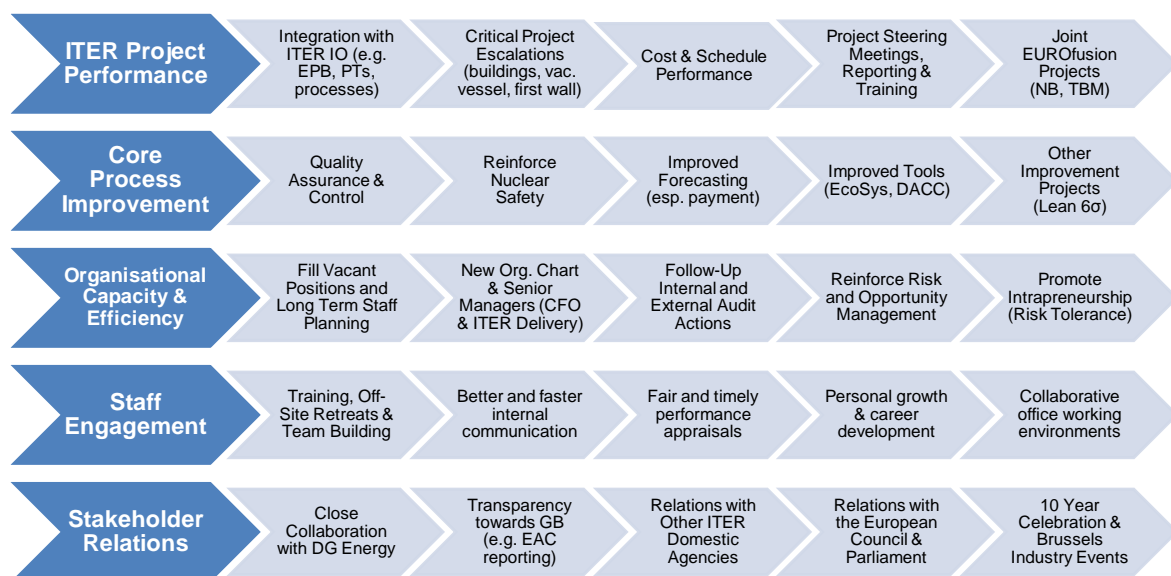 ITER Project
Performance
Integration with
ITER IO (e.g.
EPB, PTs,
processes)
Critical Project
Escalations
(buildings, vac.
vessel, first wall)
Cost & Schedule
Performance
Project Steering
Meetings,
Reporting &
Training
Joint
EUROfusion
Projects
(NB, TBM)
Core
Process
Improvement
Quality
Assurance &
Control
Reinforce
Nuclear
Safety
Improved
Forecasting
(esp. payment)
Improved Tools
(EcoSys, DACC)
Other
Improvement
Projects
(Lean 6σ)
Organisational
Capacity &
Efficiency
Fill Vacant
Positions and
Long Term Staff
Planning
New Org. Chart
& Senior
Managers (CFO
& ITER Delivery)
Follow-Up
Internal and
External Audit
Actions
Reinforce Risk
and Opportunity
Management
Promote
Intrapreneurship
(Risk Tolerance)
Staff
Engagement
Training, Off-
Site Retreats &
Team Building
Better and faster
internal
communication
Fair and timely
performance
appraisals
Personal growth
& career
development
Collaborative
office working
environments
Stakeholder
Relations
Close
Collaboration
with DG Energy
Transparency
towards GB
(e.g. EAC
reporting)
Relations with
Other ITER
Domestic
Agencies
Relations with
the European
Council &
Parliament
10 Year
Celebration &
Brussels
Industry Events